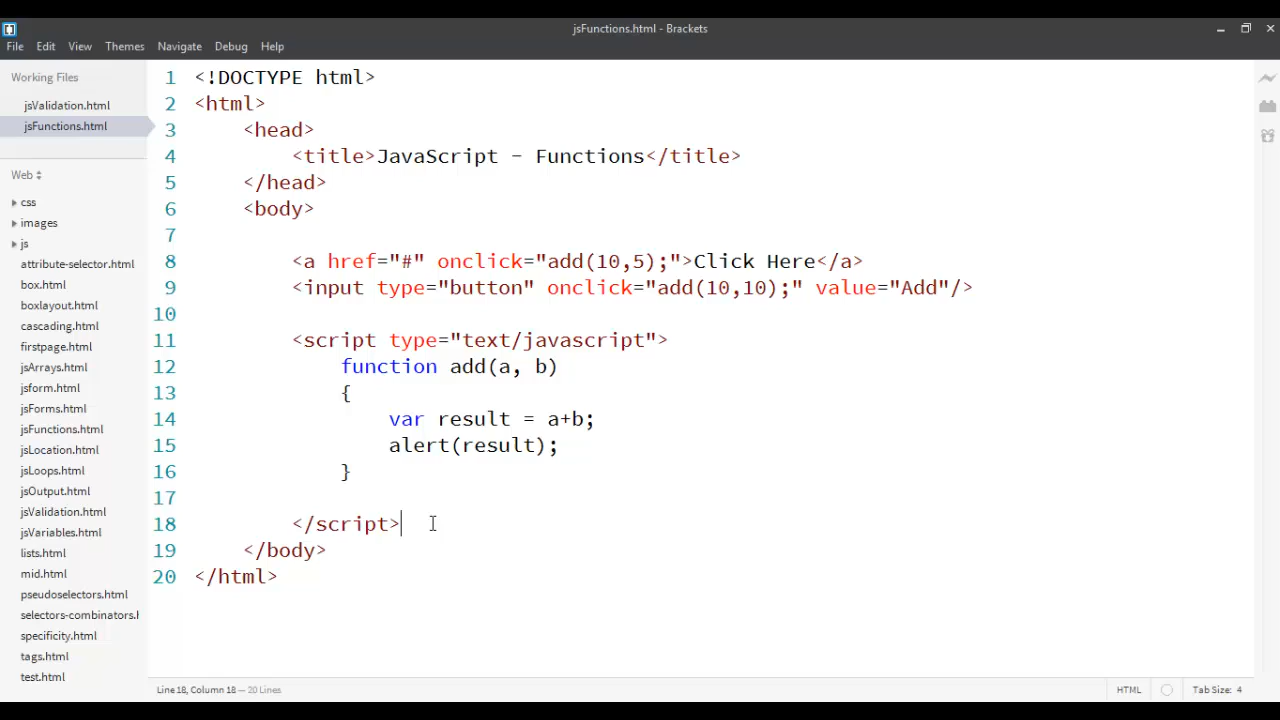 jsFunctions.html - Brackets
File Edit View Themes Navigate Debug Help
Working Files
jsValidation.html
jsFunctions.html
Web
css
images
js
attribute-selector.html
box.html
boxlayout.html
cascading.html
firstpage.html
jsArrays.html
jsform.html
jsForms.html
jsFunctions.html
jsLocation.html
jsLoops.html
jsOutput.html
jsValidation.html
jsVariables.html
lists.html
mid.html
pseudoselectors.html
selectors-combinators.h
specificity.html
tags.html
test.html
1 <!DOCTYPE html>
2 <html>
3 <head>
4 <title>JavaScript - Functions</title>
5 </head>
6 <body>
7
8 <a href="#" onclick="add(10,5);">Click Here</a>
9 <input type="button" onclick="add(10,10);" value="Add"/>
10
11 <script type="text/javascript">
12 function add(a, b)
13 {
14 var result = a+b;
15 alert(result);
16 }
17
18 </script>
19 </body>
20 </html>
Line 18, Column 18 — 20 Lines
HTML
Tab Size: 4